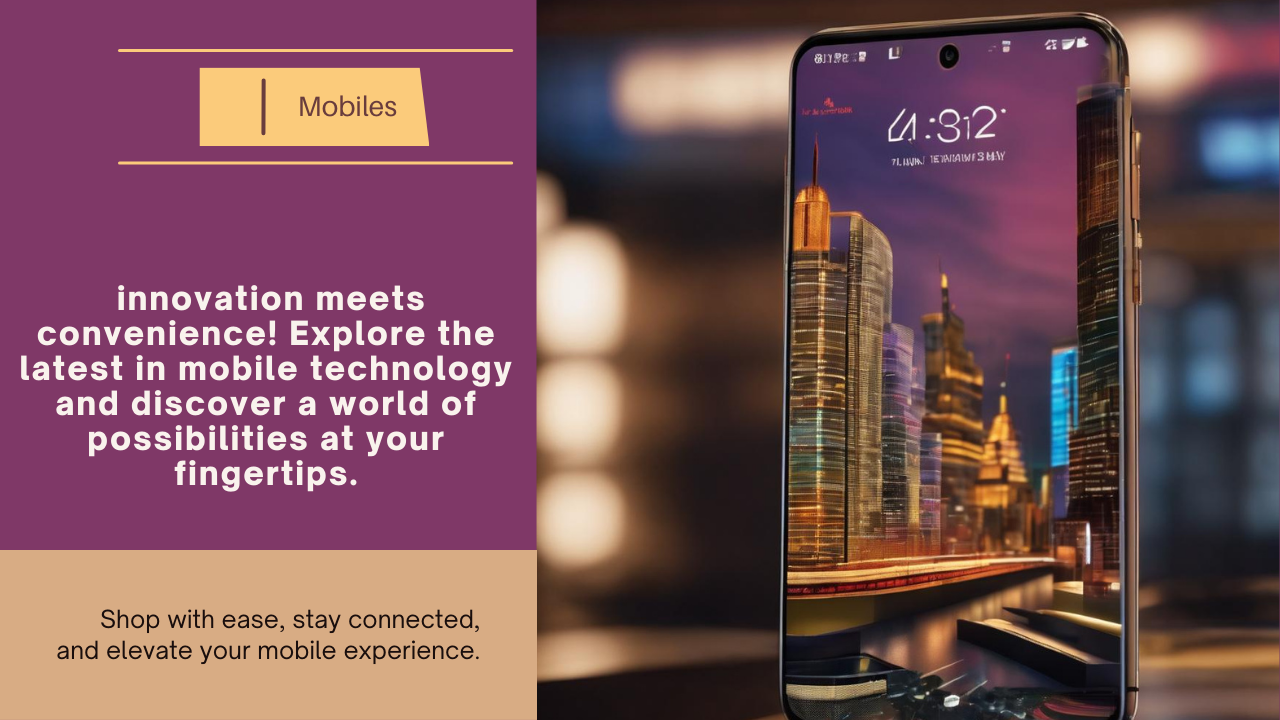 Mobiles
innovation meets
convenience! Explore the
latest in mobile technology
and discover a world of
possibilities at your
fingertips.
Shop with ease, stay connected,
and elevate your mobile experience.